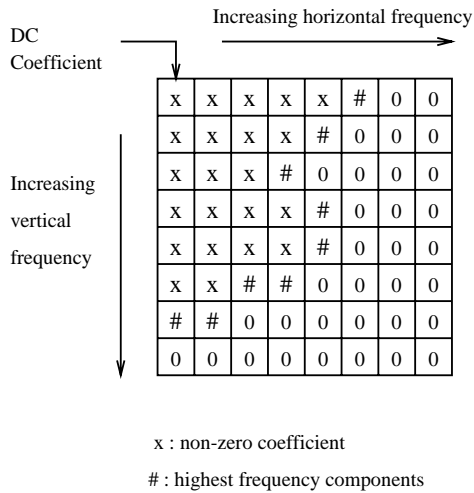 Increasing horizontal frequency
DC
Coefficient
x x x x x # 0 0
x x x x # 0 0 0
x x x # 0 0 0 0
x x x x # 0 0 0
x x x x # 0 0 0
x x # # 0 0 0 0
# # 0 0 0 0 0 0
0 0 0 0 0 0 0 0
Increasing
vertical
frequency
x : non-zero coefficient
# : highest frequency components